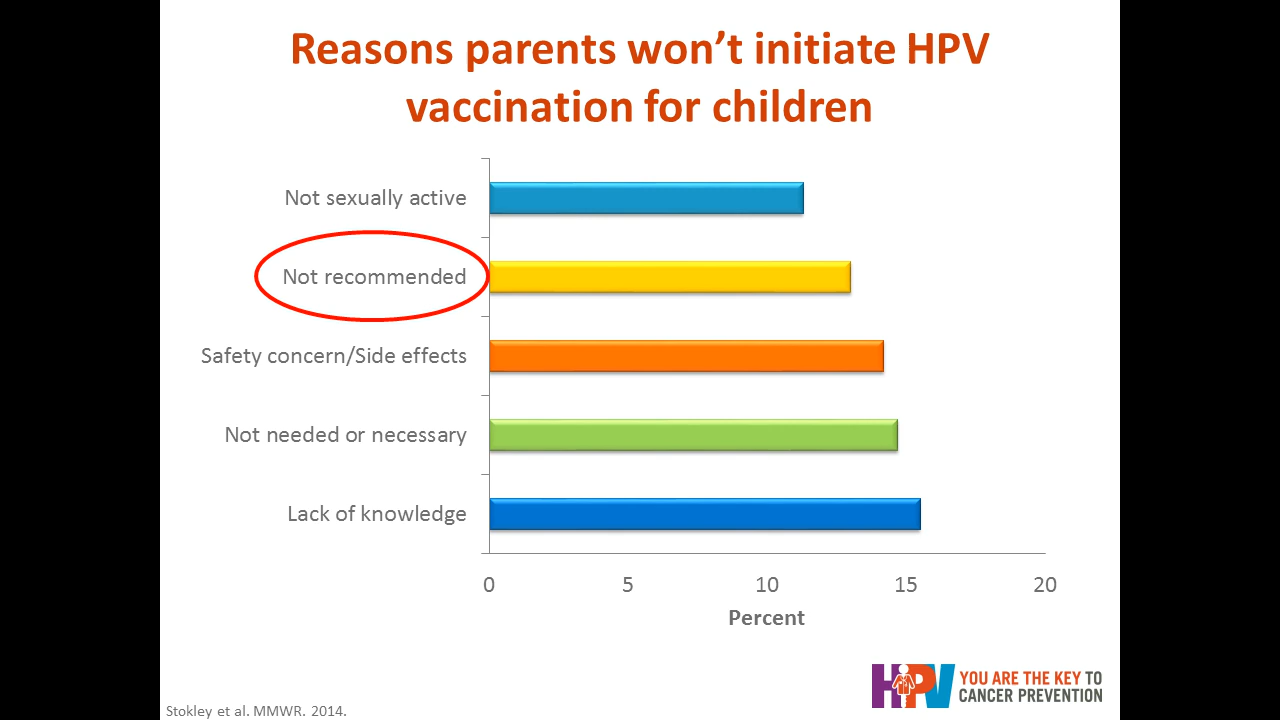 Reasons parents won't initiate HPV
vaccination for children
Not sexually active
Not recommended
Safety concern/Side effects
Not needed or necessary
Lack of knowledge
0 5 10 15 20
Percent
HPV YOU ARE THE KEY TO
CANCER PREVENTION
Stokley et al. MMWR. 2014.